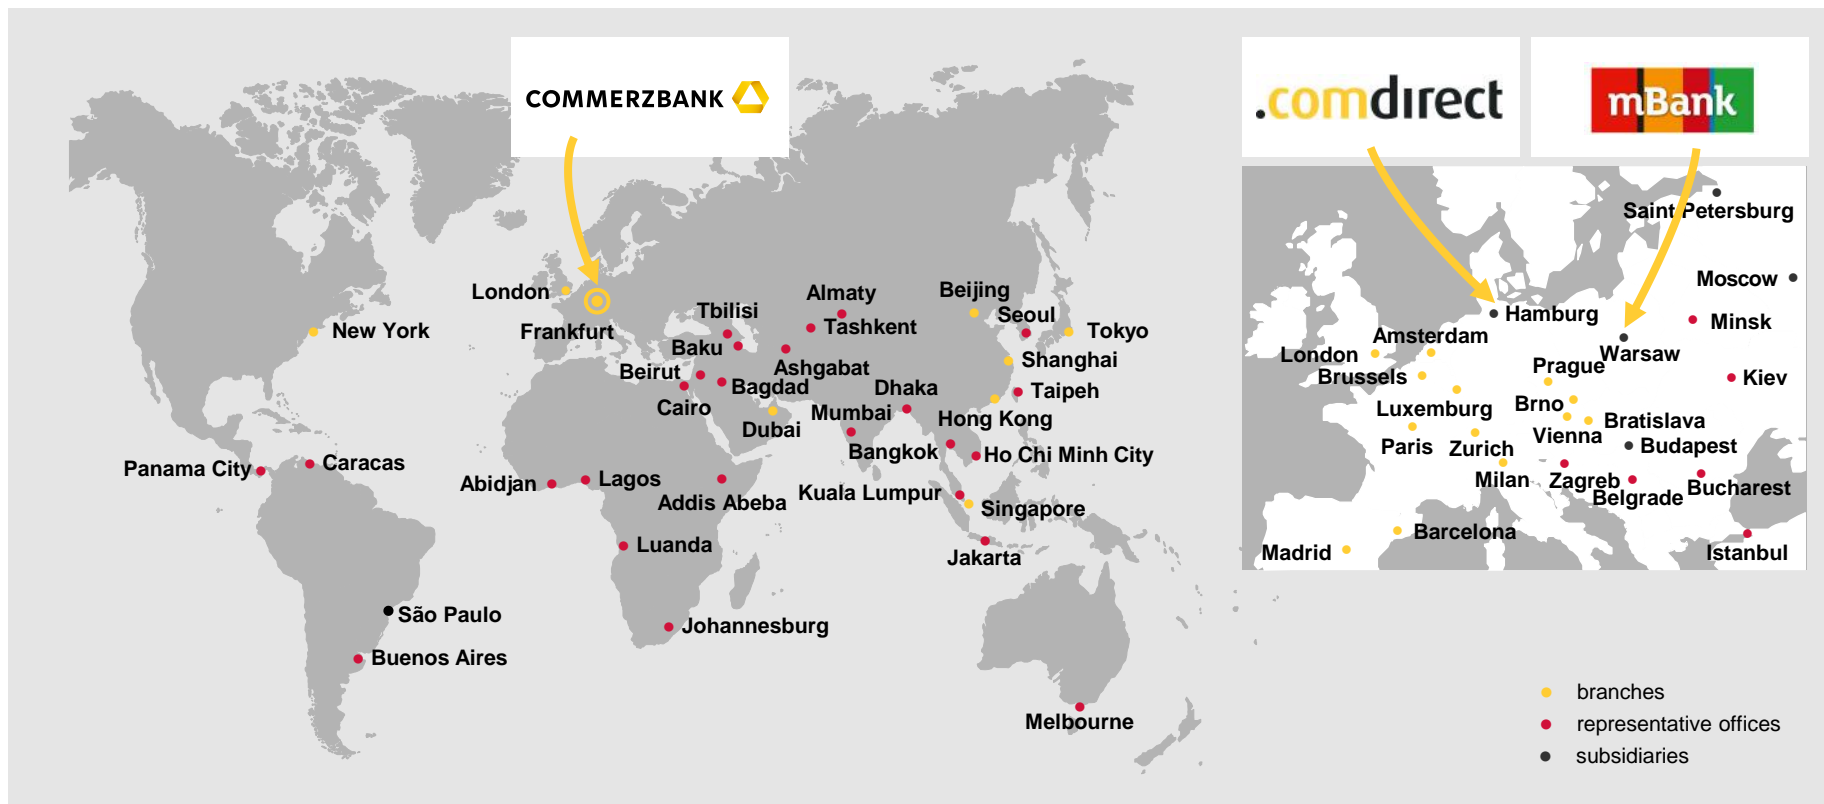 COMMERZBANK
.comdirect
mBank
London
Frankfurt
New York
Tbilisi
Baku
Almaty
Tashkent
Ashgabat
Beijing
Seoul
Tokyo
Shanghai
Taipeh
Hong Kong
Beirut
Bagdad
Cairo
Dubai
Dhaka
Mumbai
Bangkok
Ho Chi Minh City
Kuala Lumpur
Singapore
Jakarta
Panama City
Caracas
Abidjan
Lagos
Addis Abeba
Luanda
São Paulo
Buenos Aires
Johannesburg
Melbourne
Saint Petersburg
Moscow
Hamburg
Minsk
Amsterdam
London
Warsaw
Brussels
Prague
Kiev
Luxemburg
Brno
Bratislava
Paris
Vienna
Zurich
Budapest
Milan
Zagreb
Belgrade
Bucharest
Barcelona
Madrid
Istanbul
branches
representative offices
subsidiaries